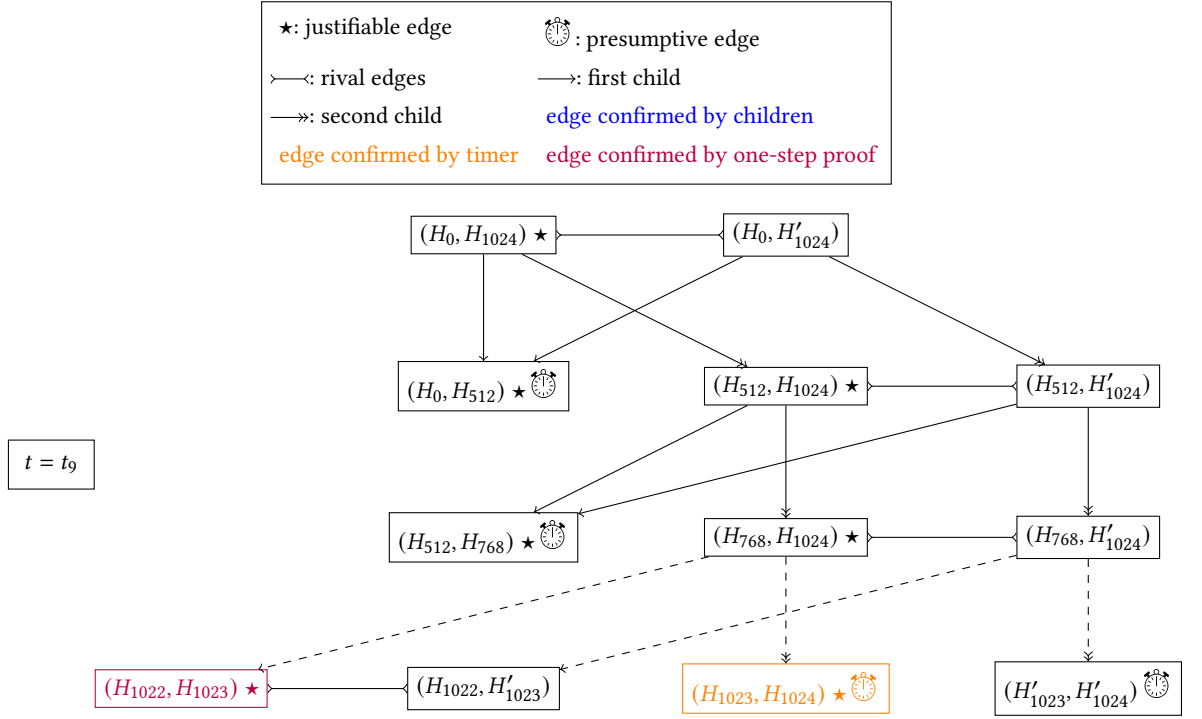 ★: justifiable edge
⏱: presumptive edge
: rival edges
: first child
: second child
edge confirmed by children
edge confirmed by timer
edge confirmed by one-step proof
(H₀, H₁₀₂₄) ★
(H₀, H′₁₀₂₄)
(H₀, H₅₁₂) ★ ⏱
(H₅₁₂, H₁₀₂₄) ★
(H₅₁₂, H′₁₀₂₄)
t = t₉
(H₅₁₂, H₇₆₈) ★ ⏱
(H₇₆₈, H₁₀₂₄) ★
(H₇₆₈, H′₁₀₂₄)
(H₁₀₂₂, H₁₀₂₃) ★
(H₁₀₂₂, H′₁₀₂₃)
(H₁₀₂₃, H₁₀₂₄) ★ ⏱
(H′₁₀₂₃, H′₁₀₂₄) ⏱